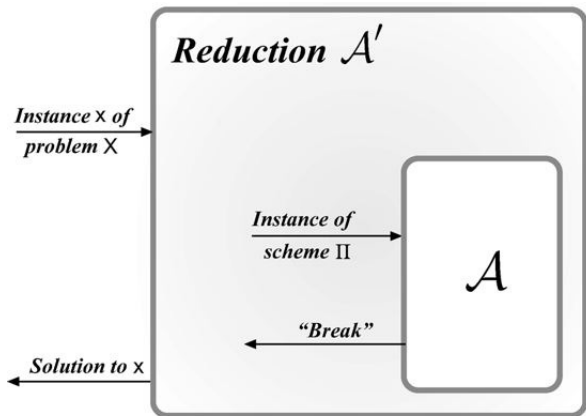 Reduction 𝒜′
Instance x of
problem X
Instance of
scheme Π
𝒜
“Break”
Solution to x